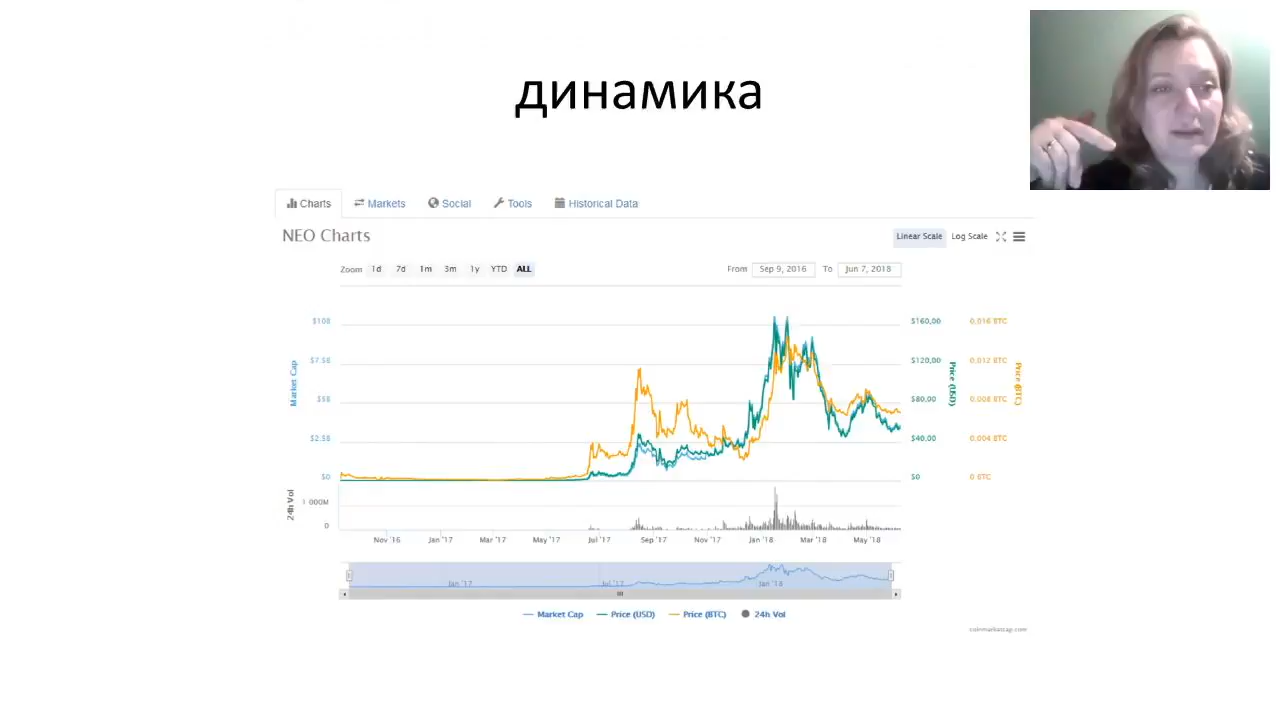 динамика
Charts Markets Social Tools Historical Data
NEO Charts
Linear Scale Log Scale
Zoom 1d 7d 1m 3m 1y YTD ALL
From Sep 9, 2016 To Jun 7, 2018
$10B $160,00 0,016 BTC
$7.5B $120,00 0,012 BTC
Market Cap
Price (USD)
Price (BTC)
$5B $80,00 0,008 BTC
$2.5B $40,00 0,004 BTC
$0 $0 0 BTC
24h Vol
1 000M
0
Nov '16 Jan '17 Mar '17 May '17 Jul '17 Sep '17 Nov '17 Jan '18 Mar '18 May '18
Jan '17 Jul '17 Jan '18
Market Cap Price (USD) Price (BTC) 24h Vol
coinmarketcap.com